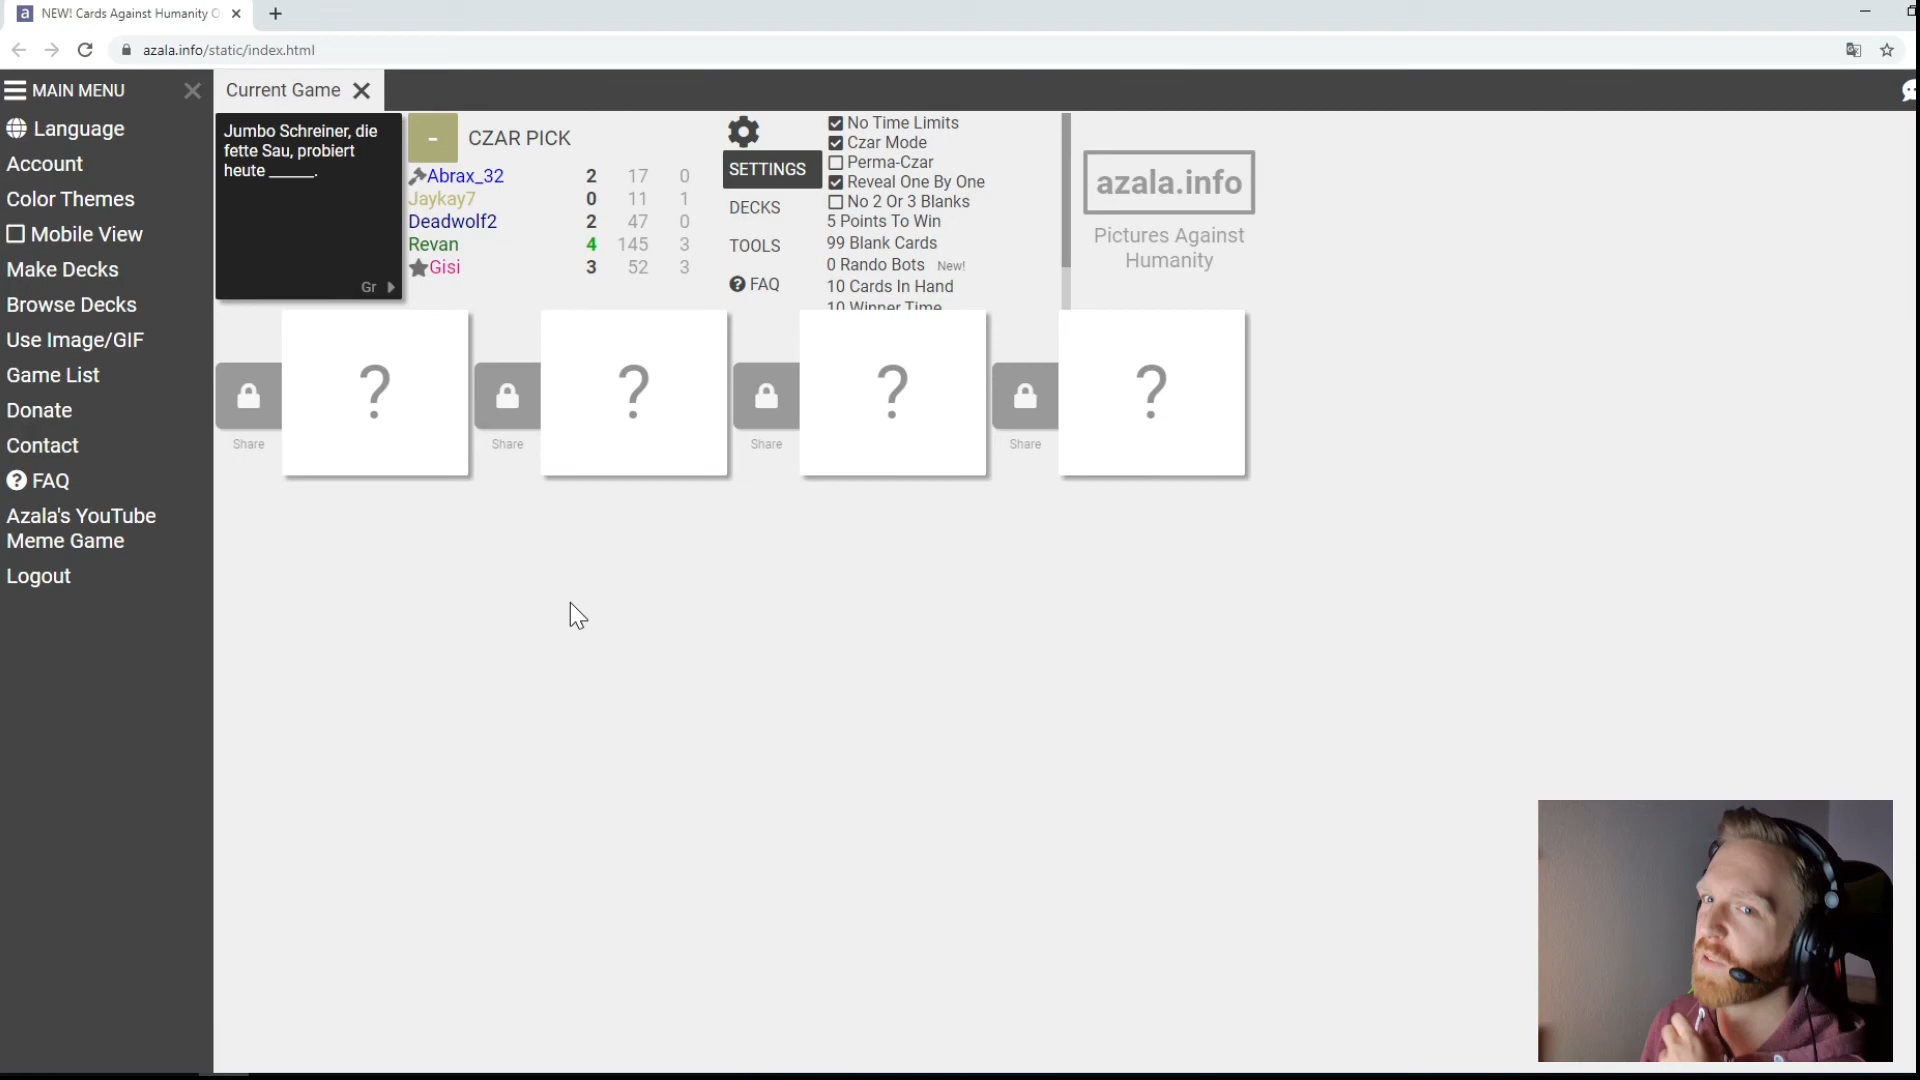 NEW! Cards Against Humanity O
azala.info/static/index.html
MAIN MENU
Language
Account
Color Themes
Mobile View
Make Decks
Browse Decks
Use Image/GIF
Game List
Donate
Contact
FAQ
Azala's YouTube
Meme Game
Logout
Current Game
Jumbo Schreiner, die
fette Sau, probiert
heute ______.
Gr
- CZAR PICK
Abrax_32 2 17 0
Jaykay7 0 11 1
Deadwolf2 2 47 0
Revan 4 145 3
Gisi 3 52 3
SETTINGS
DECKS
TOOLS
FAQ
No Time Limits
Czar Mode
Perma-Czar
Reveal One By One
No 2 Or 3 Blanks
5 Points To Win
99 Blank Cards
0 Rando Bots New!
10 Cards In Hand
10 Winner Time
azala.info
Pictures Against
Humanity
? ? ? ?
Share Share Share Share